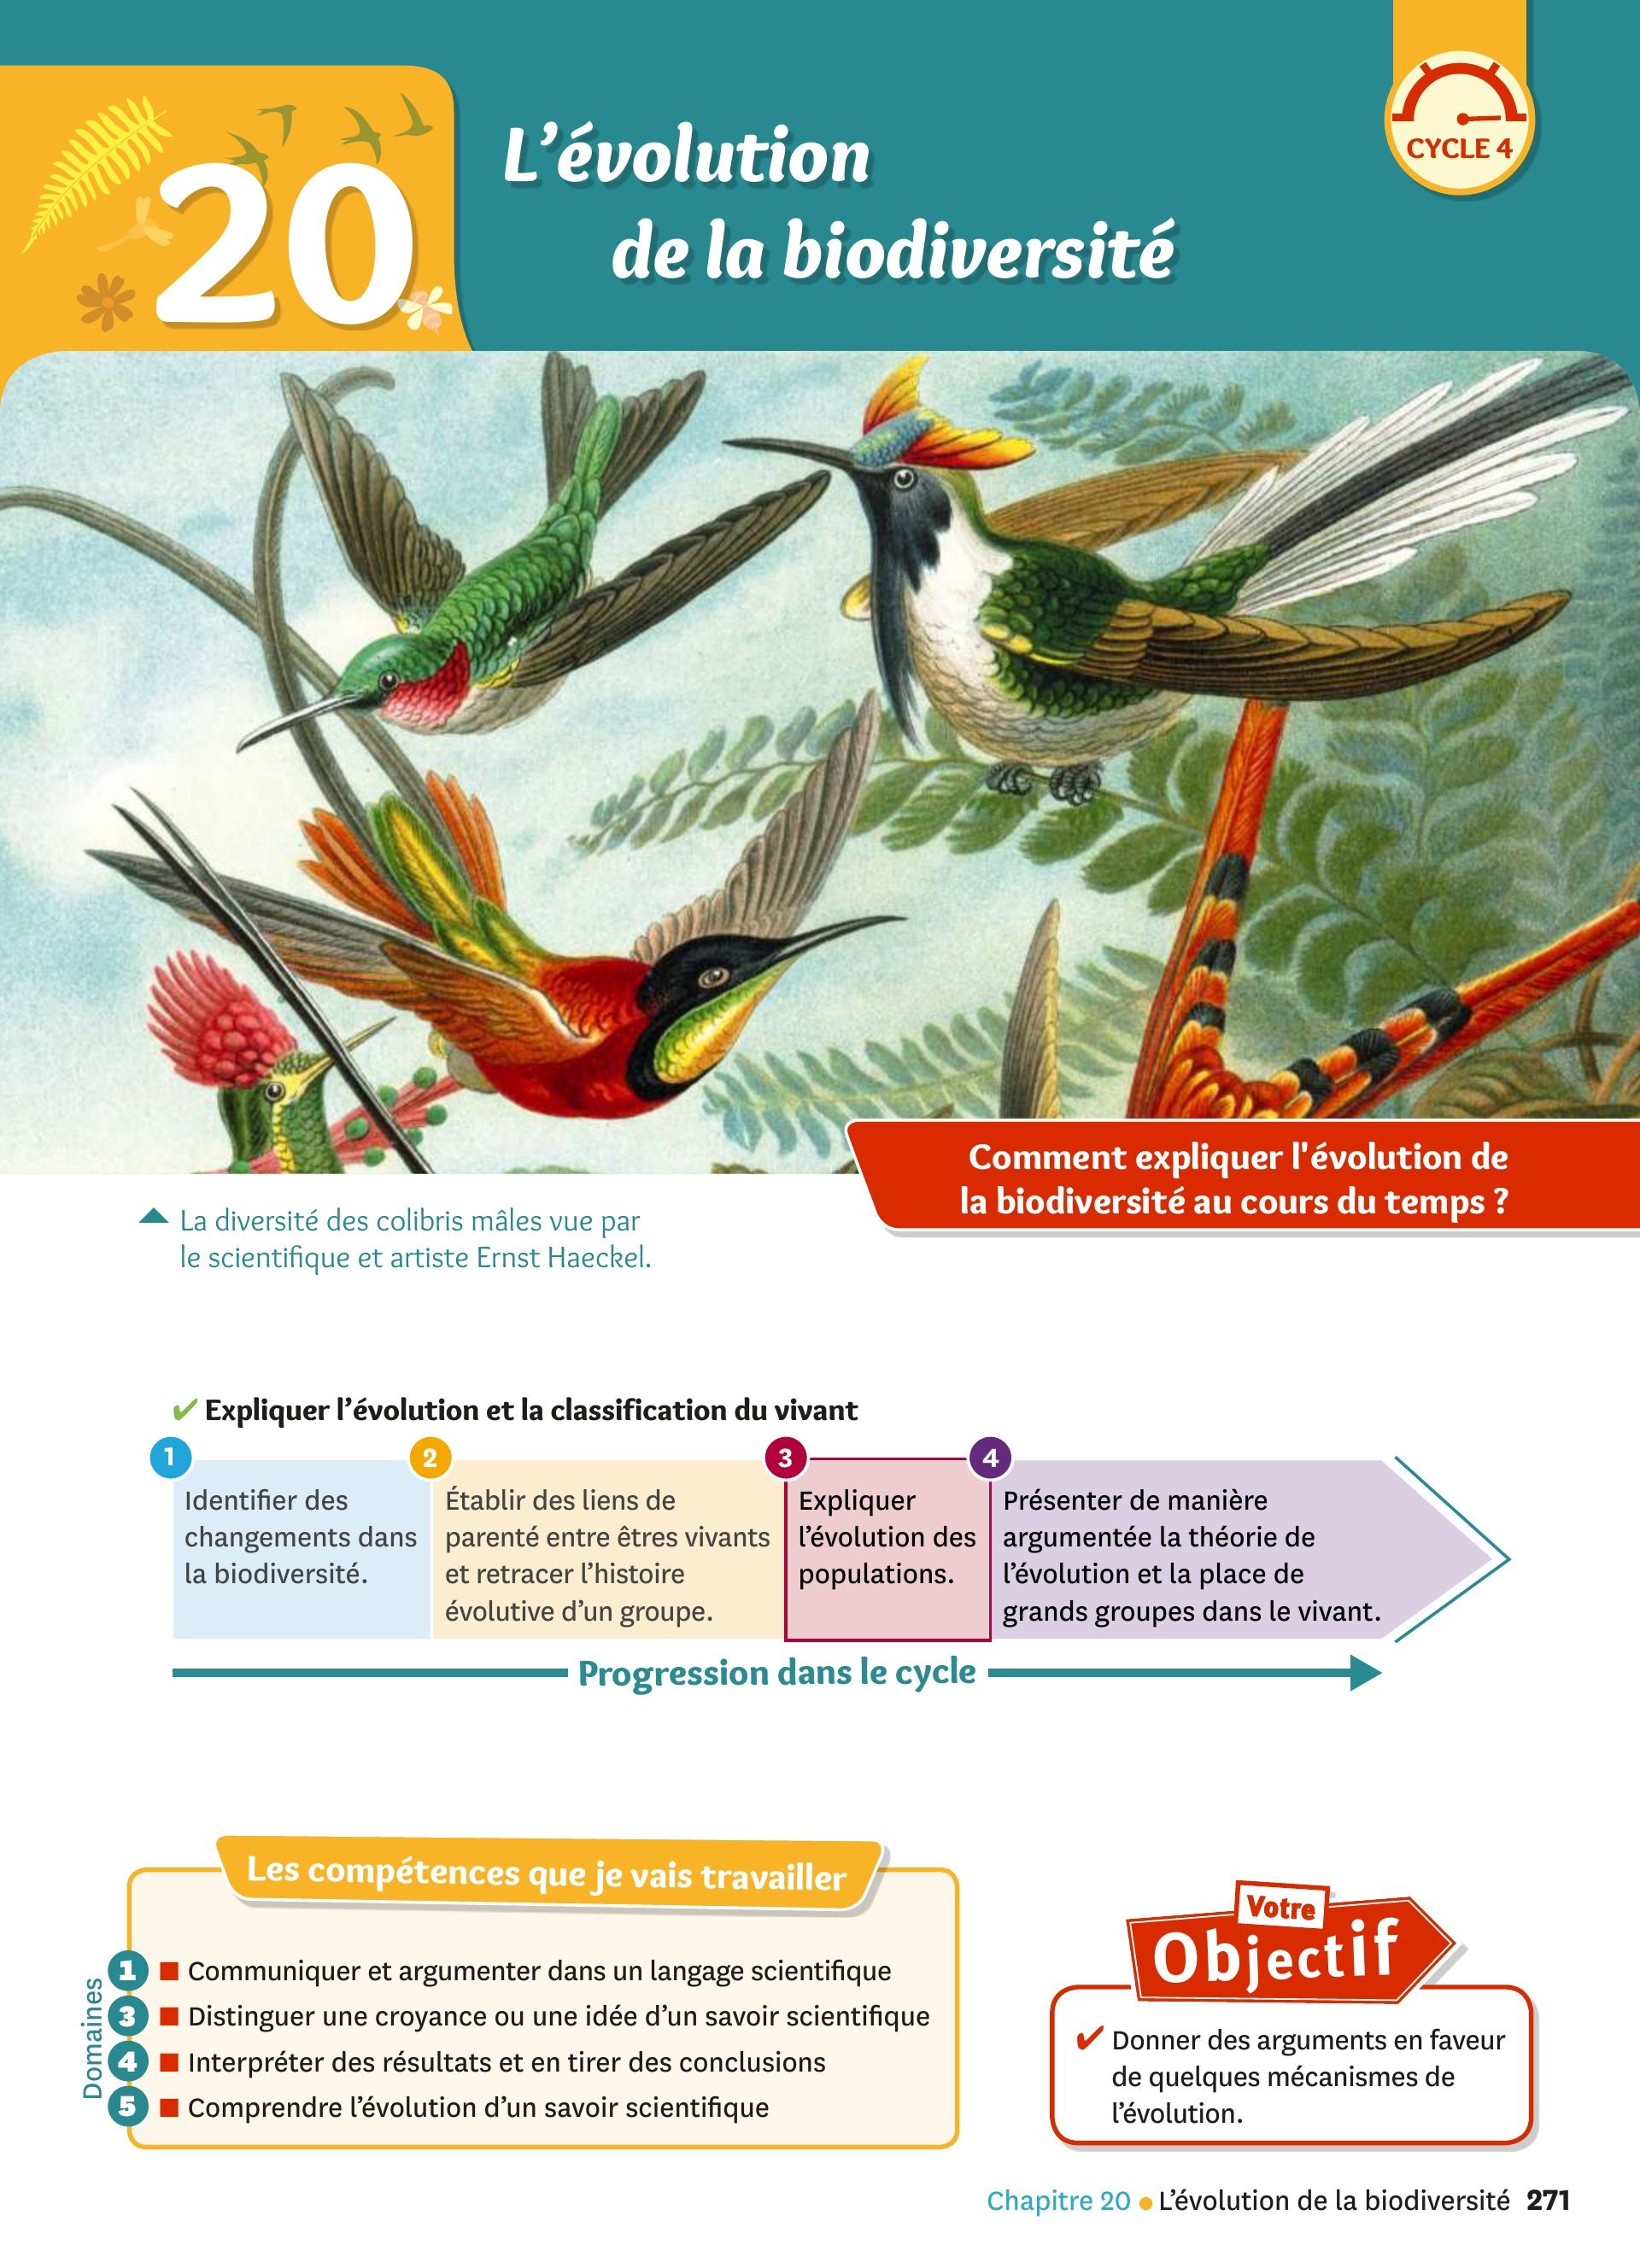 20
L'évolution
de la biodiversité
CYCLE 4
Comment expliquer l'évolution de
la biodiversité au cours du temps ?
La diversité des colibris mâles vue par
le scientifique et artiste Ernst Haeckel.
✔ Expliquer l'évolution et la classification du vivant
1
Identifier des
changements dans
la biodiversité.
2
Établir des liens de
parenté entre êtres vivants
et retracer l'histoire
évolutive d'un groupe.
3
Expliquer
l'évolution des
populations.
4
Présenter de manière
argumentée la théorie de
l'évolution et la place de
grands groupes dans le vivant.
Progression dans le cycle
Les compétences que je vais travailler
Domaines
1 ■ Communiquer et argumenter dans un langage scientifique
3 ■ Distinguer une croyance ou une idée d'un savoir scientifique
4 ■ Interpréter des résultats et en tirer des conclusions
5 ■ Comprendre l'évolution d'un savoir scientifique
Votre
Objectif
✔ Donner des arguments en faveur
de quelques mécanismes de
l'évolution.
Chapitre 20 ● L'évolution de la biodiversité 271